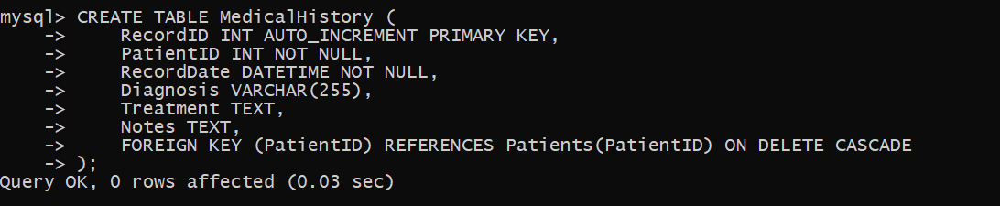 mysql> CREATE TABLE MedicalHistory (
    ->     RecordID INT AUTO_INCREMENT PRIMARY KEY,
    ->     PatientID INT NOT NULL,
    ->     RecordDate DATETIME NOT NULL,
    ->     Diagnosis VARCHAR(255),
    ->     Treatment TEXT,
    ->     Notes TEXT,
    ->     FOREIGN KEY (PatientID) REFERENCES Patients(PatientID) ON DELETE CASCADE
    -> );
Query OK, 0 rows affected (0.03 sec)